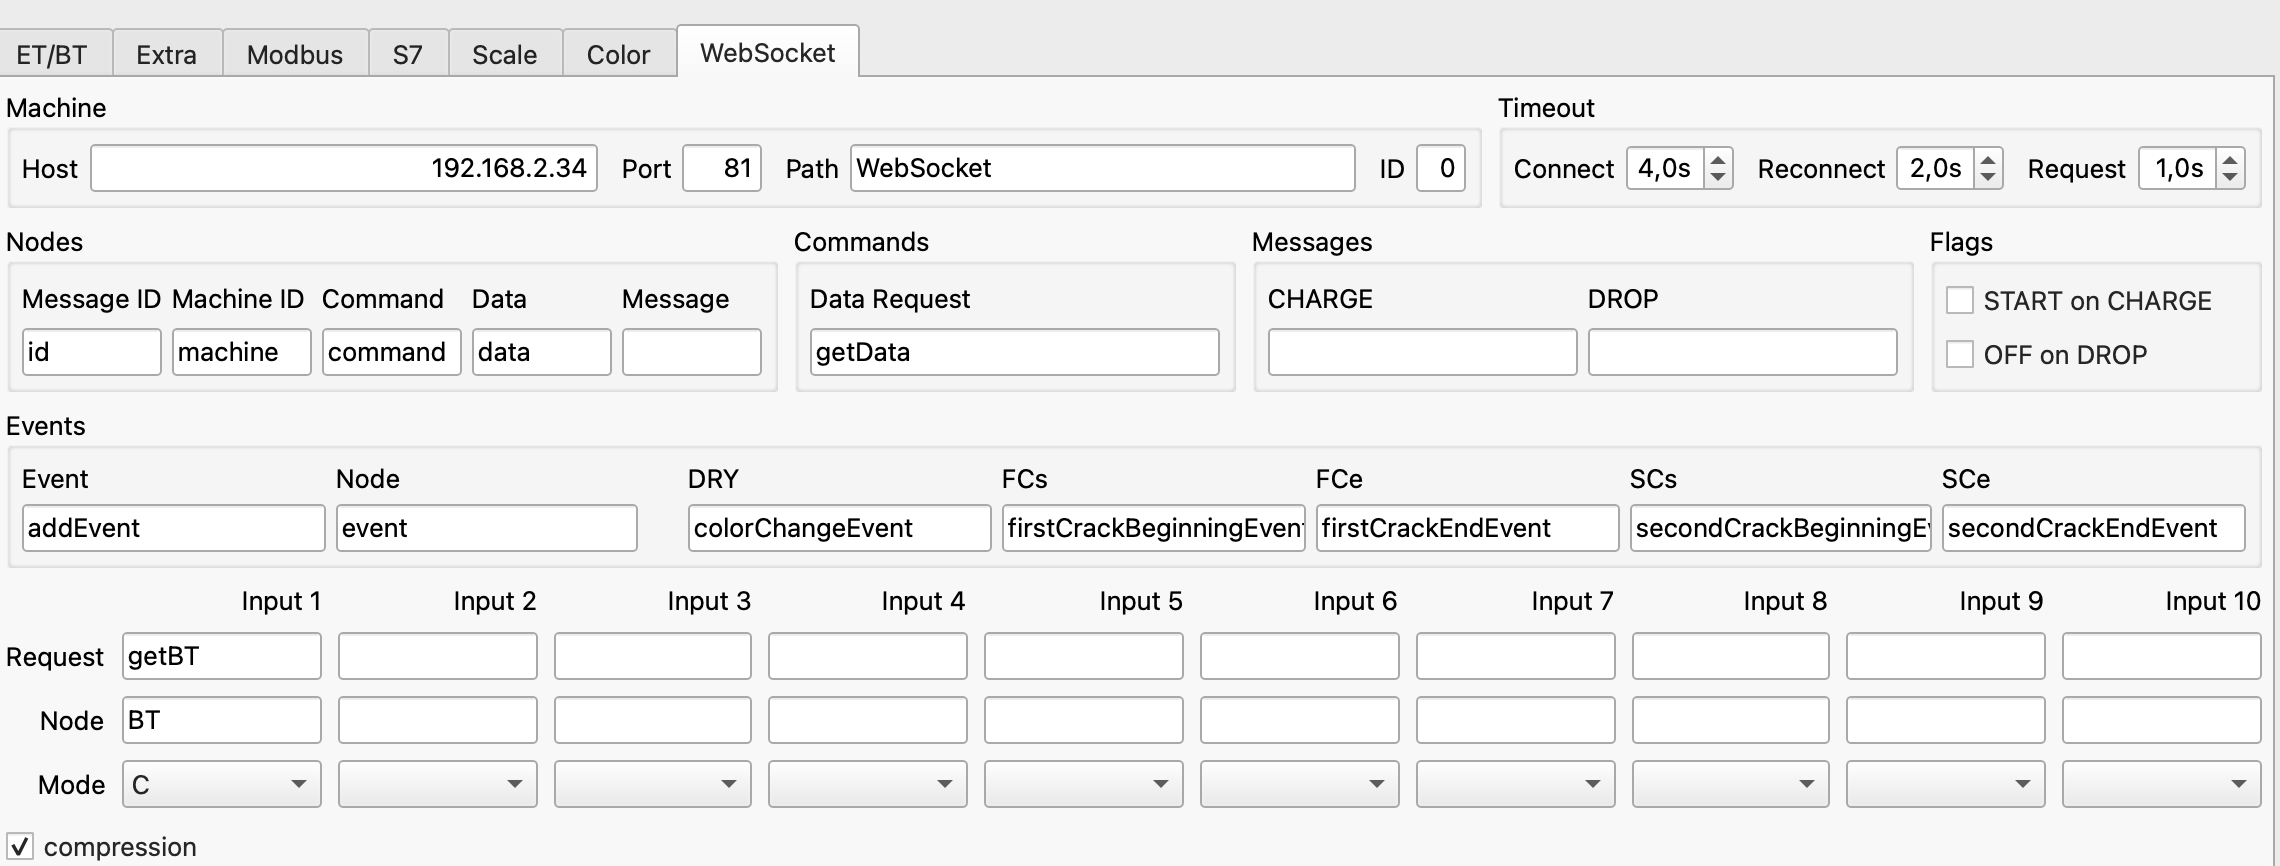 ET/BT Extra Modbus S7 Scale Color WebSocket
Machine Timeout
Host 192.168.2.34 Port 81 Path WebSocket ID 0 Connect 4,0s Reconnect 2,0s Request 1,0s
Nodes Commands Messages Flags
Message ID Machine ID Command Data Message Data Request CHARGE DROP START on CHARGE
id machine command data getData OFF on DROP
Events
Event Node DRY FCs FCe SCs SCe
addEvent event colorChangeEvent firstCrackBeginningEven firstCrackEndEvent secondCrackBeginningE secondCrackEndEvent
Input 1 Input 2 Input 3 Input 4 Input 5 Input 6 Input 7 Input 8 Input 9 Input 10
Request getBT
Node BT
Mode C
compression